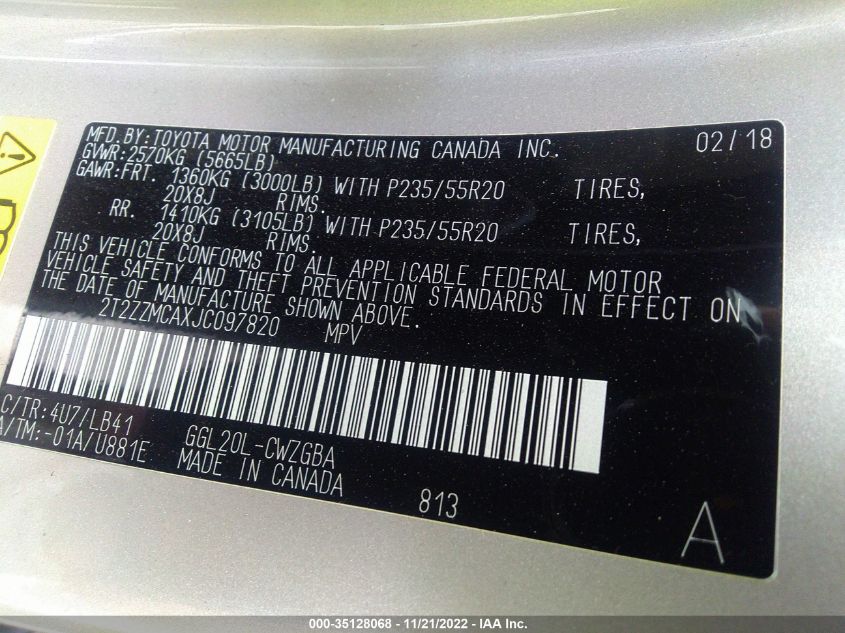 MFD. BY: TOYOTA MOTOR MANUFACTURING CANADA INC. 02/18
GVWR: 2570KG (5665LB)
GAWR: FRT. 1360KG (3000LB) WITH P235/55R20 TIRES,
20X8J RIMS.
RR. 1410KG (3105LB) WITH P235/55R20 TIRES,
20X8J RIMS.
THIS VEHICLE CONFORMS TO ALL APPLICABLE FEDERAL MOTOR
VEHICLE SAFETY AND THEFT PREVENTION STANDARDS IN EFFECT ON
THE DATE OF MANUFACTURE SHOWN ABOVE.
2T2ZZMCAXJC097820 MPV
C/TR: 4U7/LB41
A/TM: -01A/U881E GGL20L-CWZGBA
MADE IN CANADA
813 A
000-35128068 - 11/21/2022 - IAA Inc.